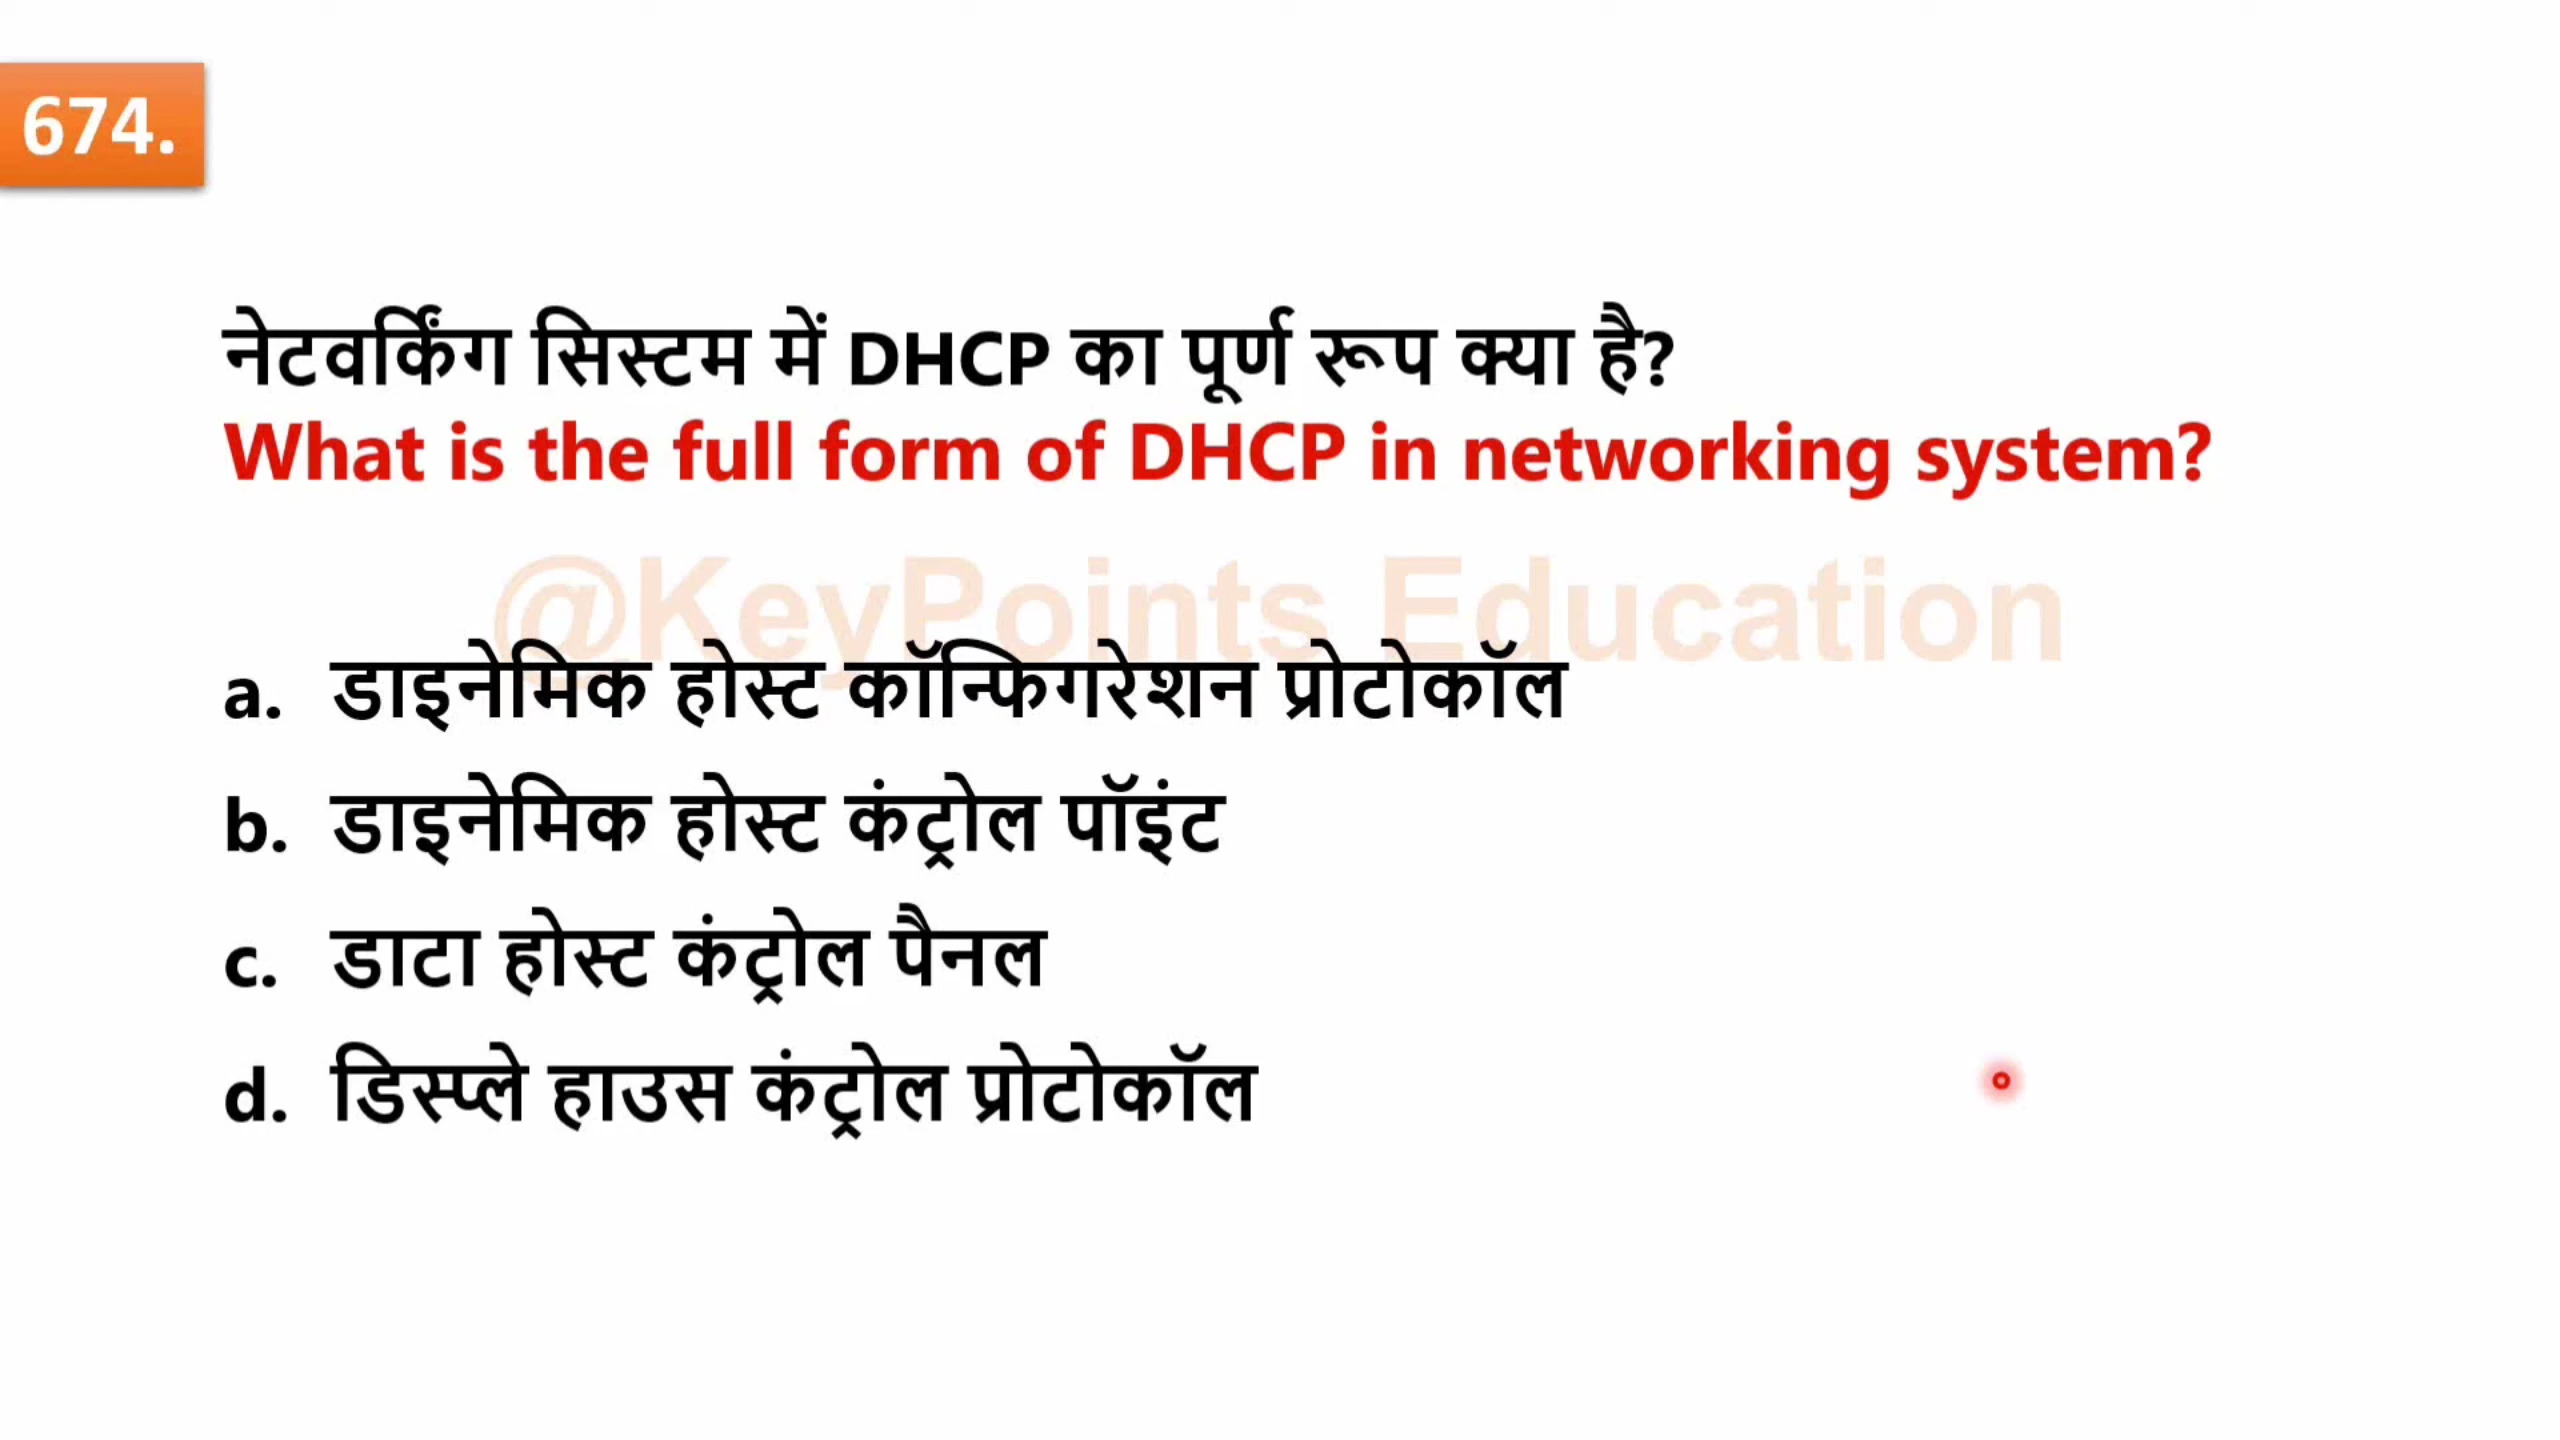 674.
नेटवर्किंग सिस्टम में DHCP का पूर्ण रूप क्या है?
What is the full form of DHCP in networking system?
@KeyPoints Education
a. डाइनेमिक होस्ट कॉन्फिगरेशन प्रोटोकॉल
b. डाइनेमिक होस्ट कंट्रोल पॉइंट
c. डाटा होस्ट कंट्रोल पैनल
d. डिस्प्ले हाउस कंट्रोल प्रोटोकॉल